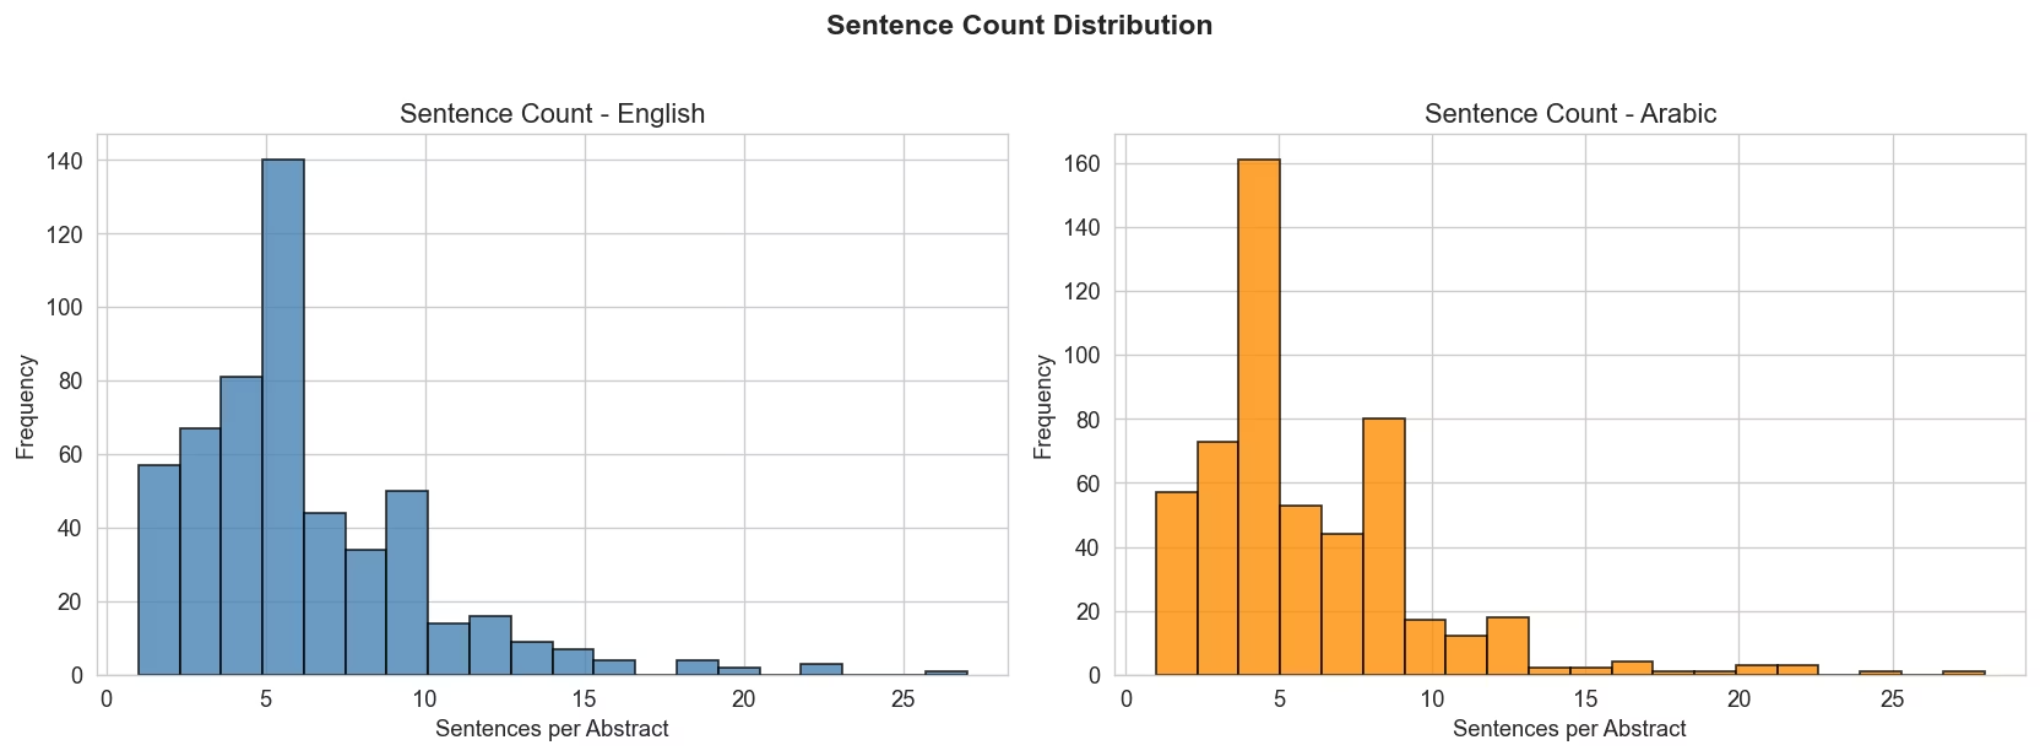 Sentence Count Distribution
Sentence Count - English
140
120
100
80
60
40
20
0
Frequency
0 5 10 15 20 25
Sentences per Abstract
Sentence Count - Arabic
160
140
120
100
80
60
40
20
0
Frequency
0 5 10 15 20 25
Sentences per Abstract